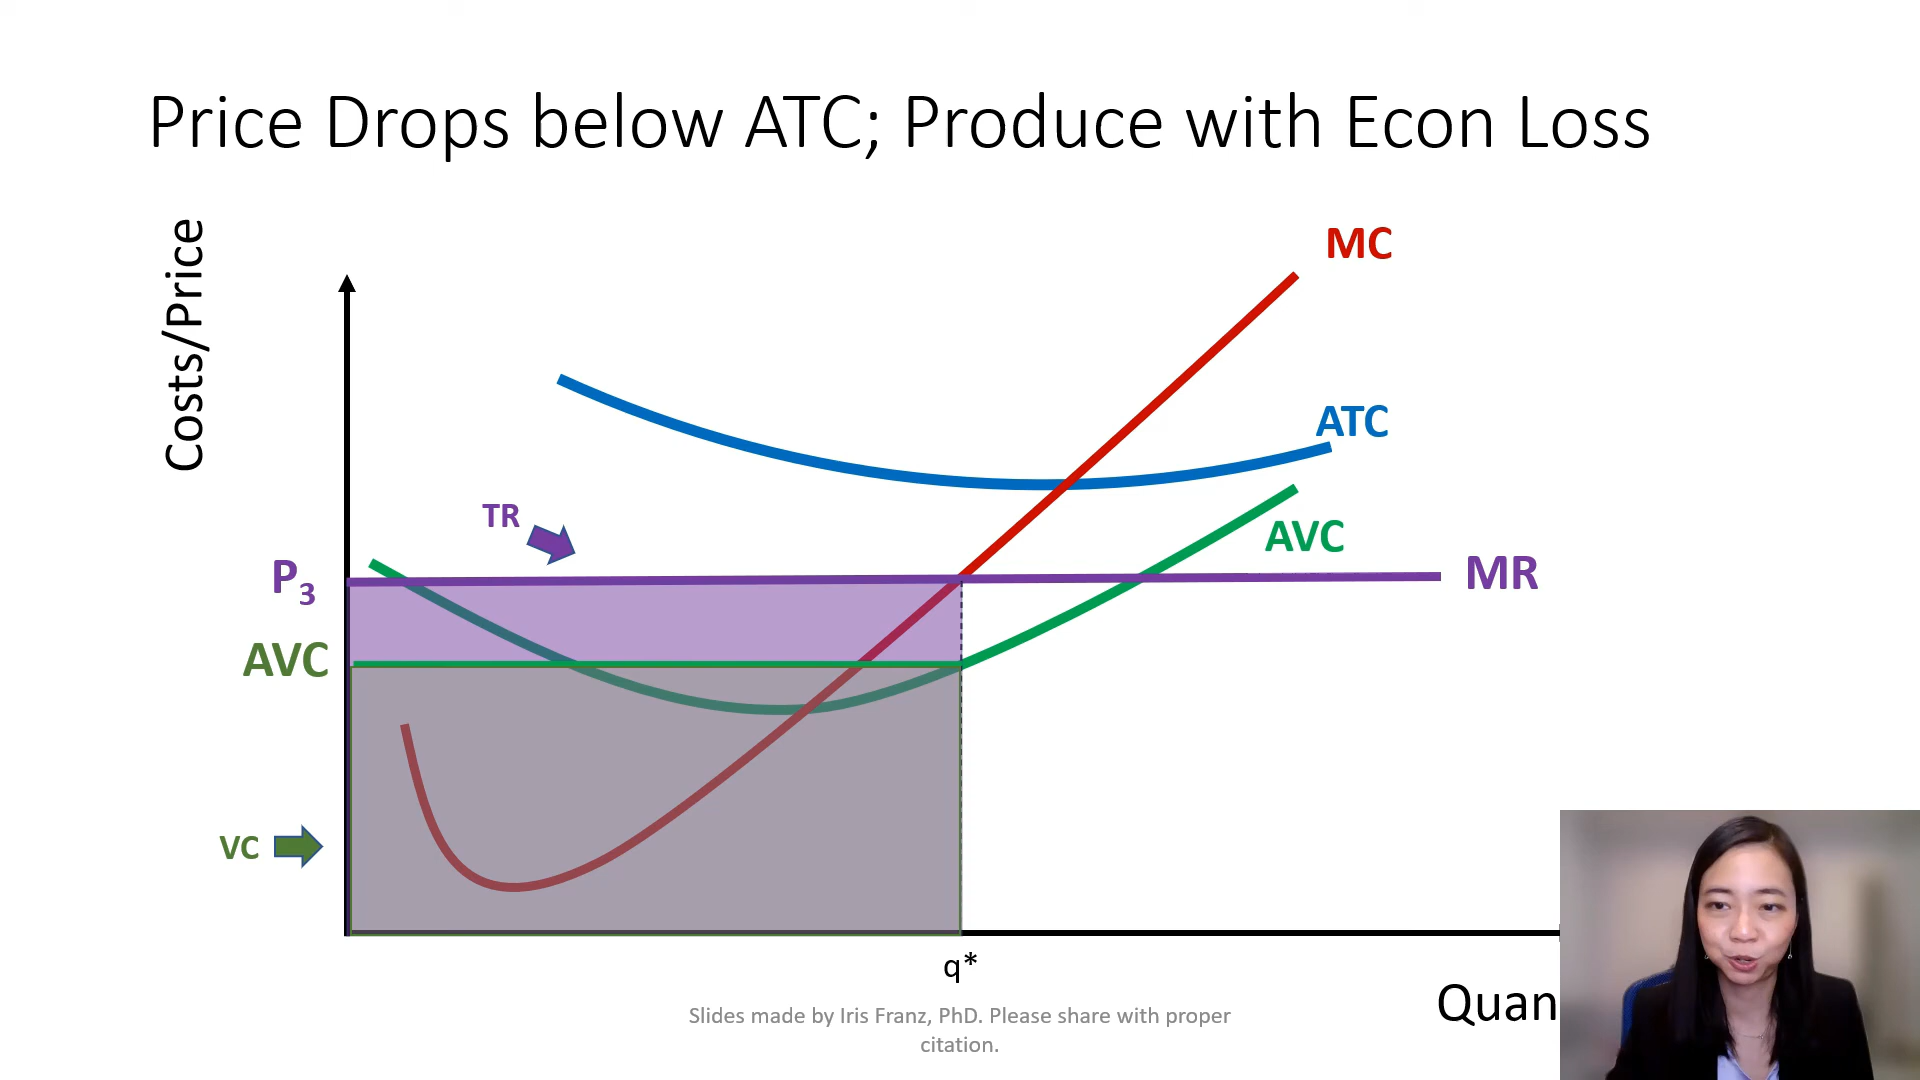 Price Drops below ATC; Produce with Econ Loss
Costs/Price
MC
ATC
TR
AVC
P3
MR
AVC
VC
q*
Quan
Slides made by Iris Franz, PhD. Please share with proper
citation.